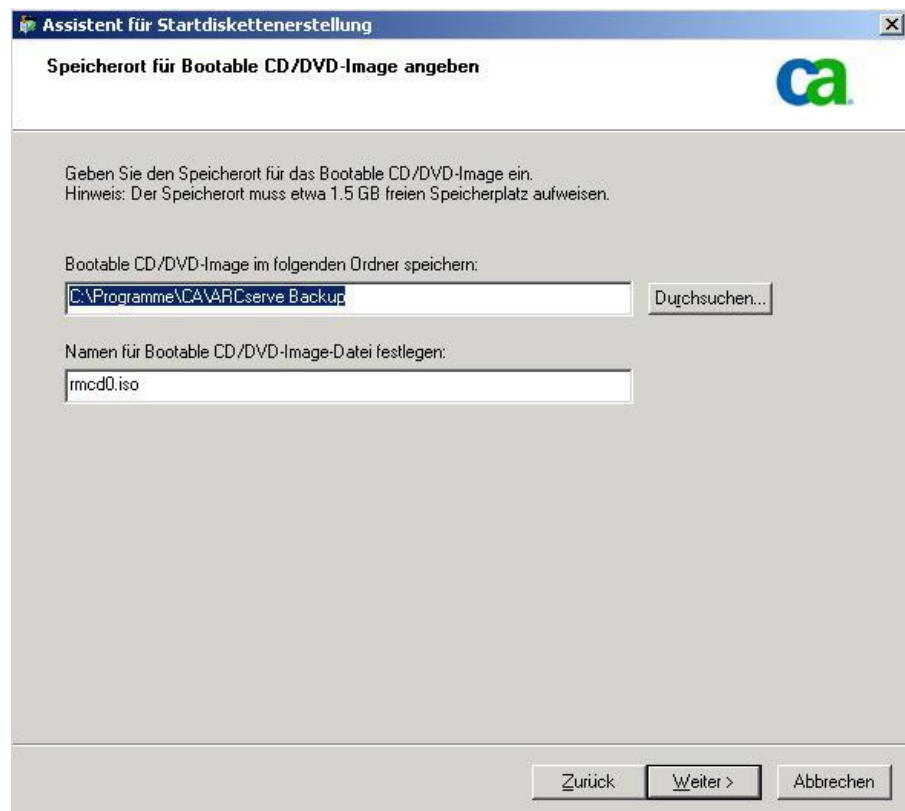 Assistent für Startdiskettenerstellung
Speicherort für Bootable CD/DVD-Image angeben
ca
Geben Sie den Speicherort für das Bootable CD/DVD-Image ein.
Hinweis: Der Speicherort muss etwa 1.5 GB freien Speicherplatz aufweisen.
Bootable CD/DVD-Image im folgenden Ordner speichern:
C:\Programme\CA\ARCserve Backup
Durchsuchen...
Namen für Bootable CD/DVD-Image-Datei festlegen:
rmcd0.iso
Zurück
Weiter >
Abbrechen